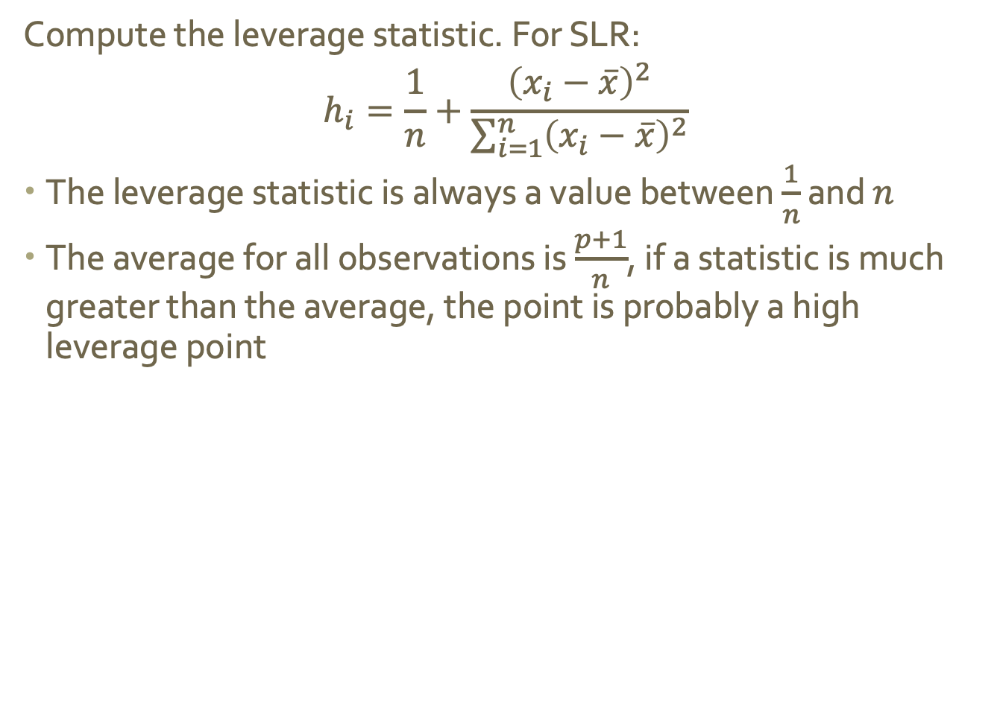 Compute the leverage statistic. For SLR:
$h_i = \frac{1}{n} + \frac{(x_i - \bar{x})^2}{\sum_{i=1}^{n}(x_i - \bar{x})^2}$
• The leverage statistic is always a value between $\frac{1}{n}$ and $n$
• The average for all observations is $\frac{p+1}{n}$, if a statistic is much
greater than the average, the point is probably a high
leverage point